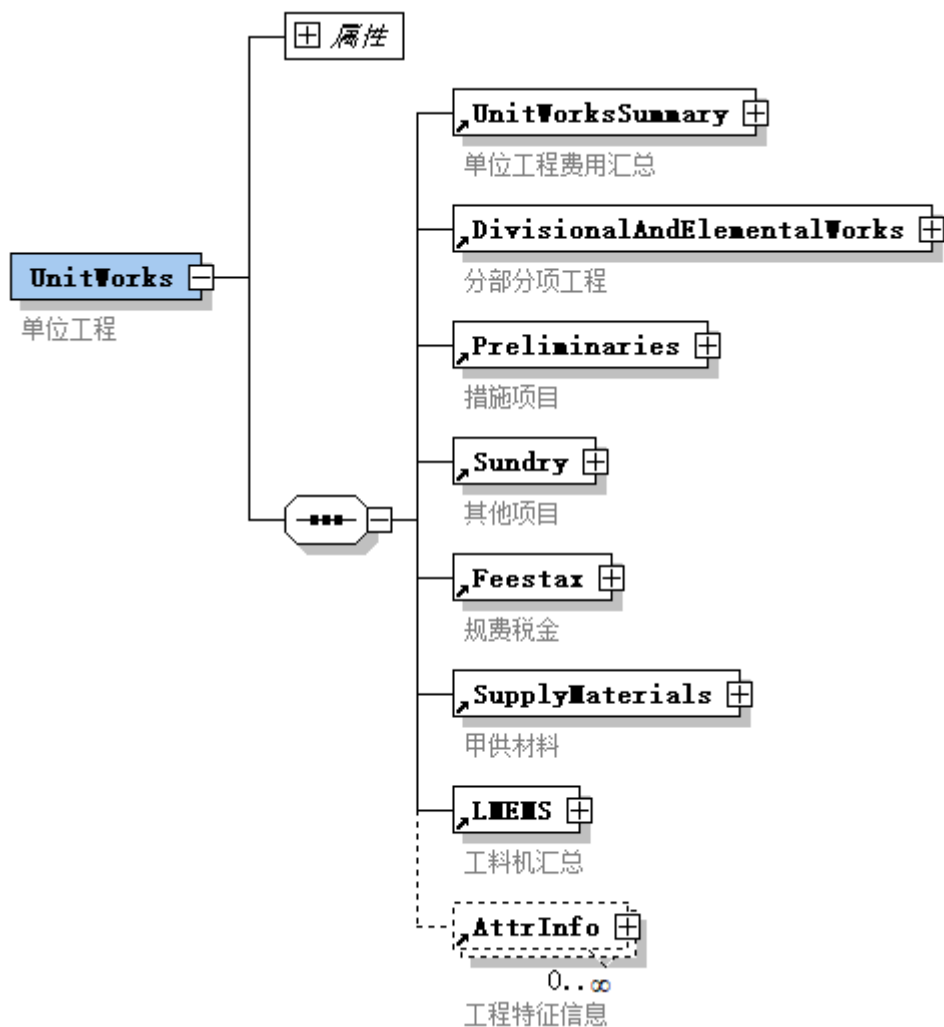 属性
UnitWorksSummary
单位工程费用汇总
DivisionalAndElementalWorks
分部分项工程
UnitWorks
单位工程
Preliminaries
措施项目
Sundry
其他项目
Feestax
规费税金
SupplyMaterials
甲供材料
LMEMS
工料机汇总
AttrInfo
0..∞
工程特征信息